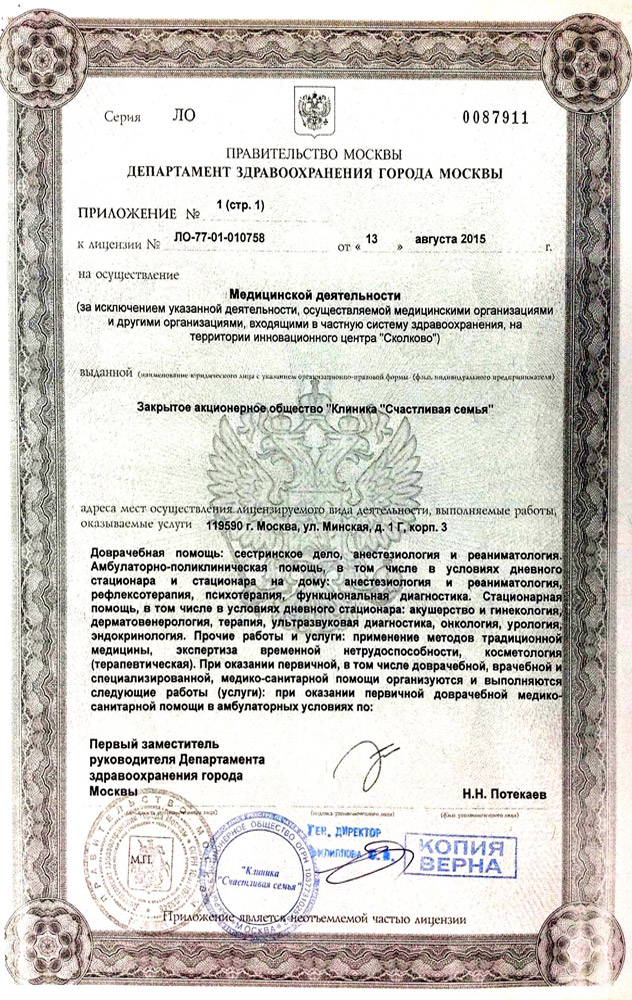 Серия ЛО 0087911
ПРАВИТЕЛЬСТВО МОСКВЫ
ДЕПАРТАМЕНТ ЗДРАВООХРАНЕНИЯ ГОРОДА МОСКВЫ
ПРИЛОЖЕНИЕ № 1 (стр. 1)
к лицензии № ЛО-77-01-010758 от « 13 » августа 2015 г.
на осуществление
Медицинской деятельности
(за исключением указанной деятельности, осуществляемой медицинскими организациями
и другими организациями, входящими в частную систему здравоохранения, на
территории инновационного центра "Сколково")
выданной (наименование юридического лица с указанием организационно-правовой формы (ф.и.о. индивидуального предпринимателя)
Закрытое акционерное общество "Клиника "Счастливая семья"
адреса мест осуществления лицензируемого вида деятельности, выполняемые работы,
оказываемые услуги 119590 г. Москва, ул. Минская, д. 1 Г, корп. 3
Доврачебная помощь: сестринское дело, анестезиология и реаниматология.
Амбулаторно-поликлиническая помощь, в том числе в условиях дневного
стационара и стационара на дому: анестезиология и реаниматология,
рефлексотерапия, психотерапия, функциональная диагностика. Стационарная
помощь, в том числе в условиях дневного стационара: акушерство и гинекология,
дерматовенерология, терапия, ультразвуковая диагностика, онкология, урология,
эндокринология. Прочие работы и услуги: применение методов традиционной
медицины, экспертиза временной нетрудоспособности, косметология
(терапевтическая). При оказании первичной, в том числе доврачебной, врачебной и
специализированной, медико-санитарной помощи организуются и выполняются
следующие работы (услуги): при оказании первичной доврачебной медико-
санитарной помощи в амбулаторных условиях по:
Первый заместитель
руководителя Департамента
здравоохранения города
Москвы Н.Н. Потекаев
(подпись уполномоченного лица) (ф.и.о. уполномоченного лица)
М.П.
ПРАВИТЕЛЬСТВО
АКЦИОНЕРНОЕ ОБЩЕСТВО ОГРН
"Клиника
"Счастливая семья"
МОСКВА
ГЕН. ДИРЕКТОР
КОПИЯ
ВЕРНА
Приложение является неотъемлемой частью лицензии